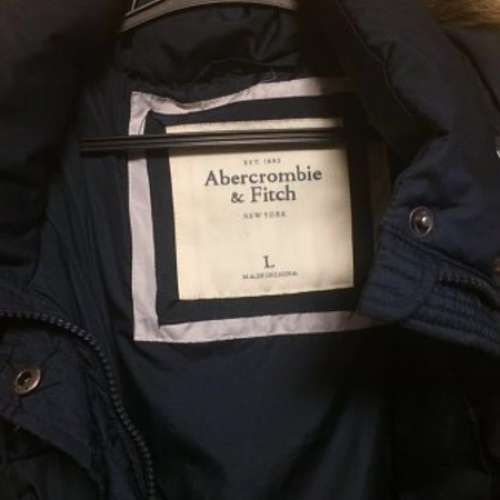 EST. 1892
Abercrombie
& Fitch
NEW YORK
L
MADE IN CHINA